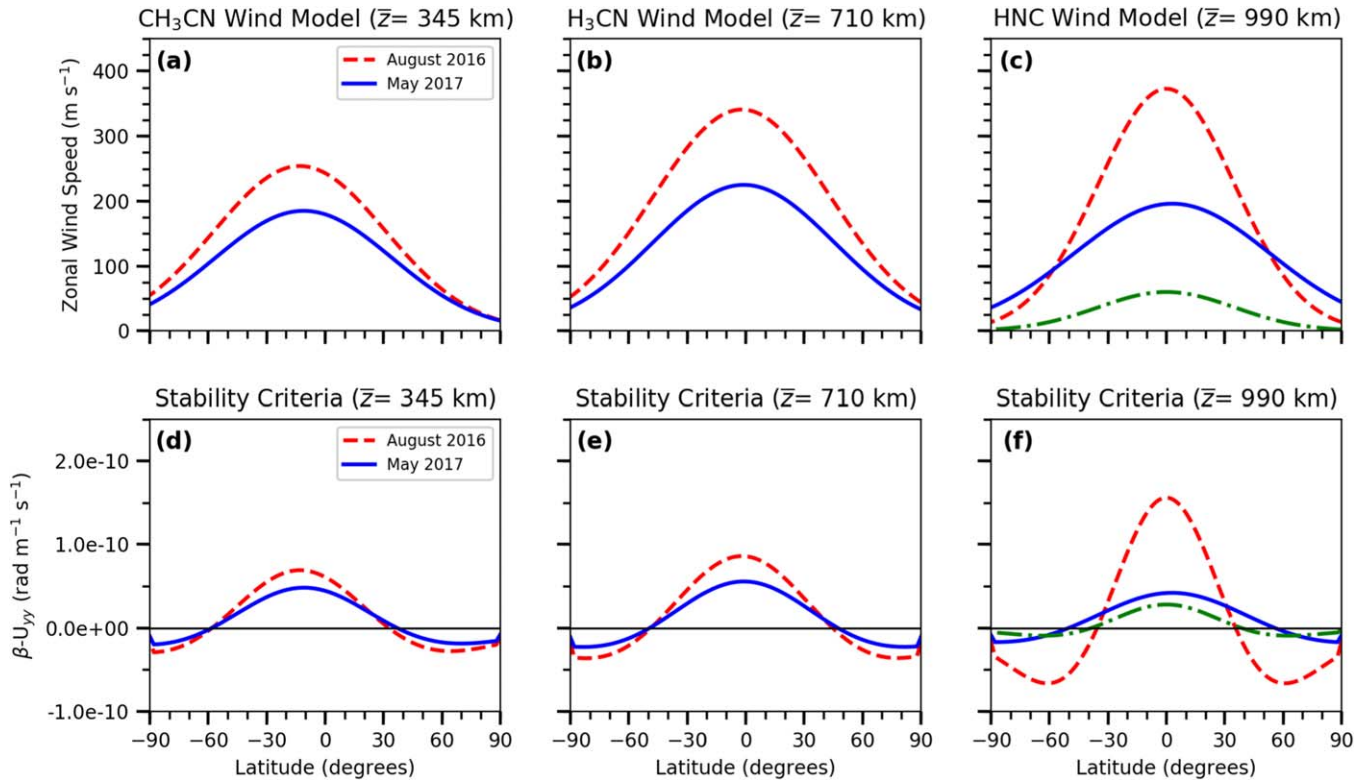 CH₃CN Wind Model (z̅= 345 km)
(a)
August 2016
May 2017
Zonal Wind Speed (m s⁻¹)
400
300
200
100
0
H₃CN Wind Model (z̅= 710 km)
(b)
HNC Wind Model (z̅= 990 km)
(c)
Stability Criteria (z̅= 345 km)
(d)
August 2016
May 2017
β-Uyy (rad m⁻¹ s⁻¹)
2.0e-10
1.0e-10
0.0e+00
-1.0e-10
−90 −60 −30 0 30 60 90
Latitude (degrees)
Stability Criteria (z̅= 710 km)
(e)
−90 −60 −30 0 30 60 90
Latitude (degrees)
Stability Criteria (z̅= 990 km)
(f)
−90 −60 −30 0 30 60 90
Latitude (degrees)